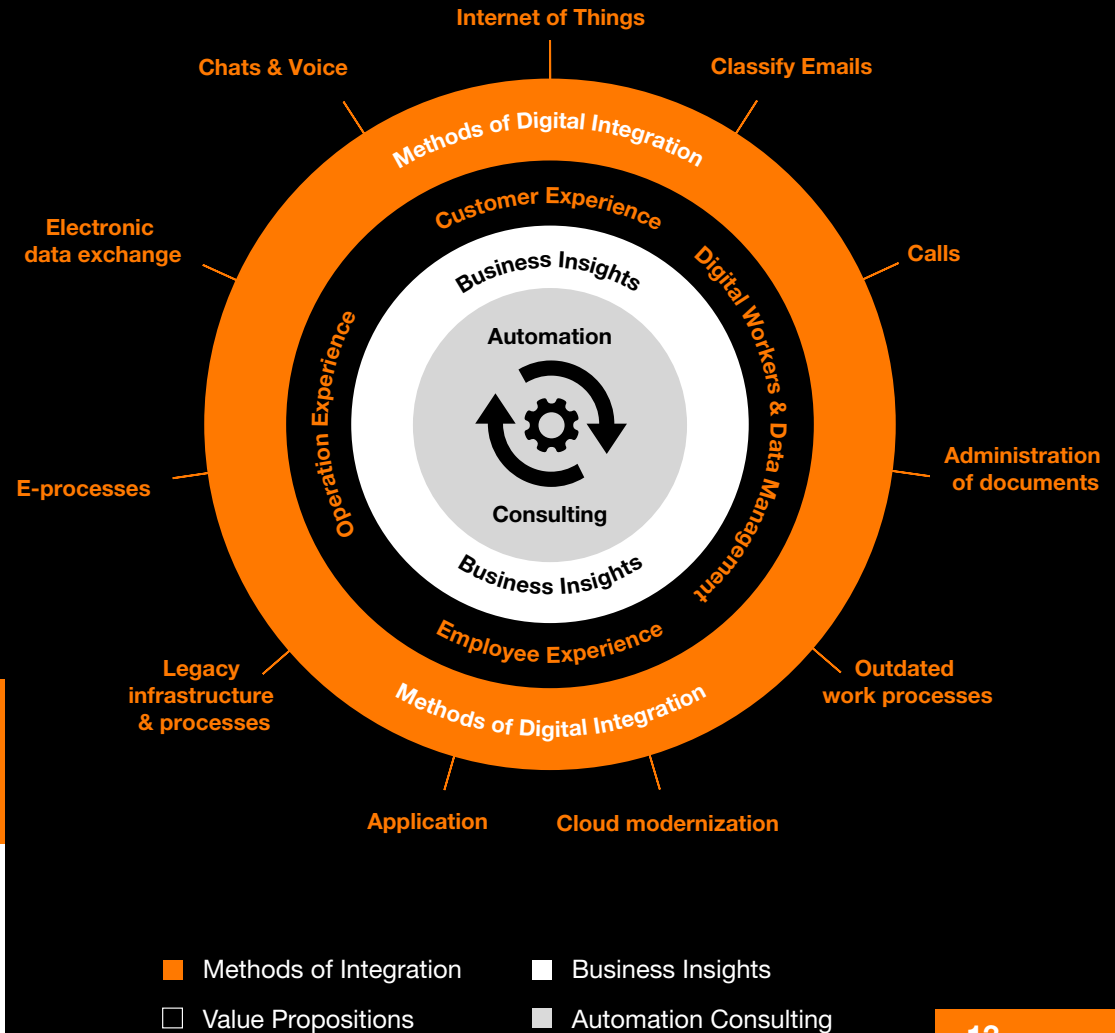 Internet of Things
Chats & Voice
Classify Emails
Methods of Digital Integration
Customer Experience
Electronic
data exchange
Calls
Business Insights
Digital Workers & Data Management
Automation
Operation Experience
Administration
of documents
E-processes
Consulting
Business Insights
Employee Experience
Legacy
infrastructure
& processes
Outdated
work processes
Methods of Digital Integration
Application
Cloud modernization
Methods of Integration
Business Insights
Value Propositions
Automation Consulting